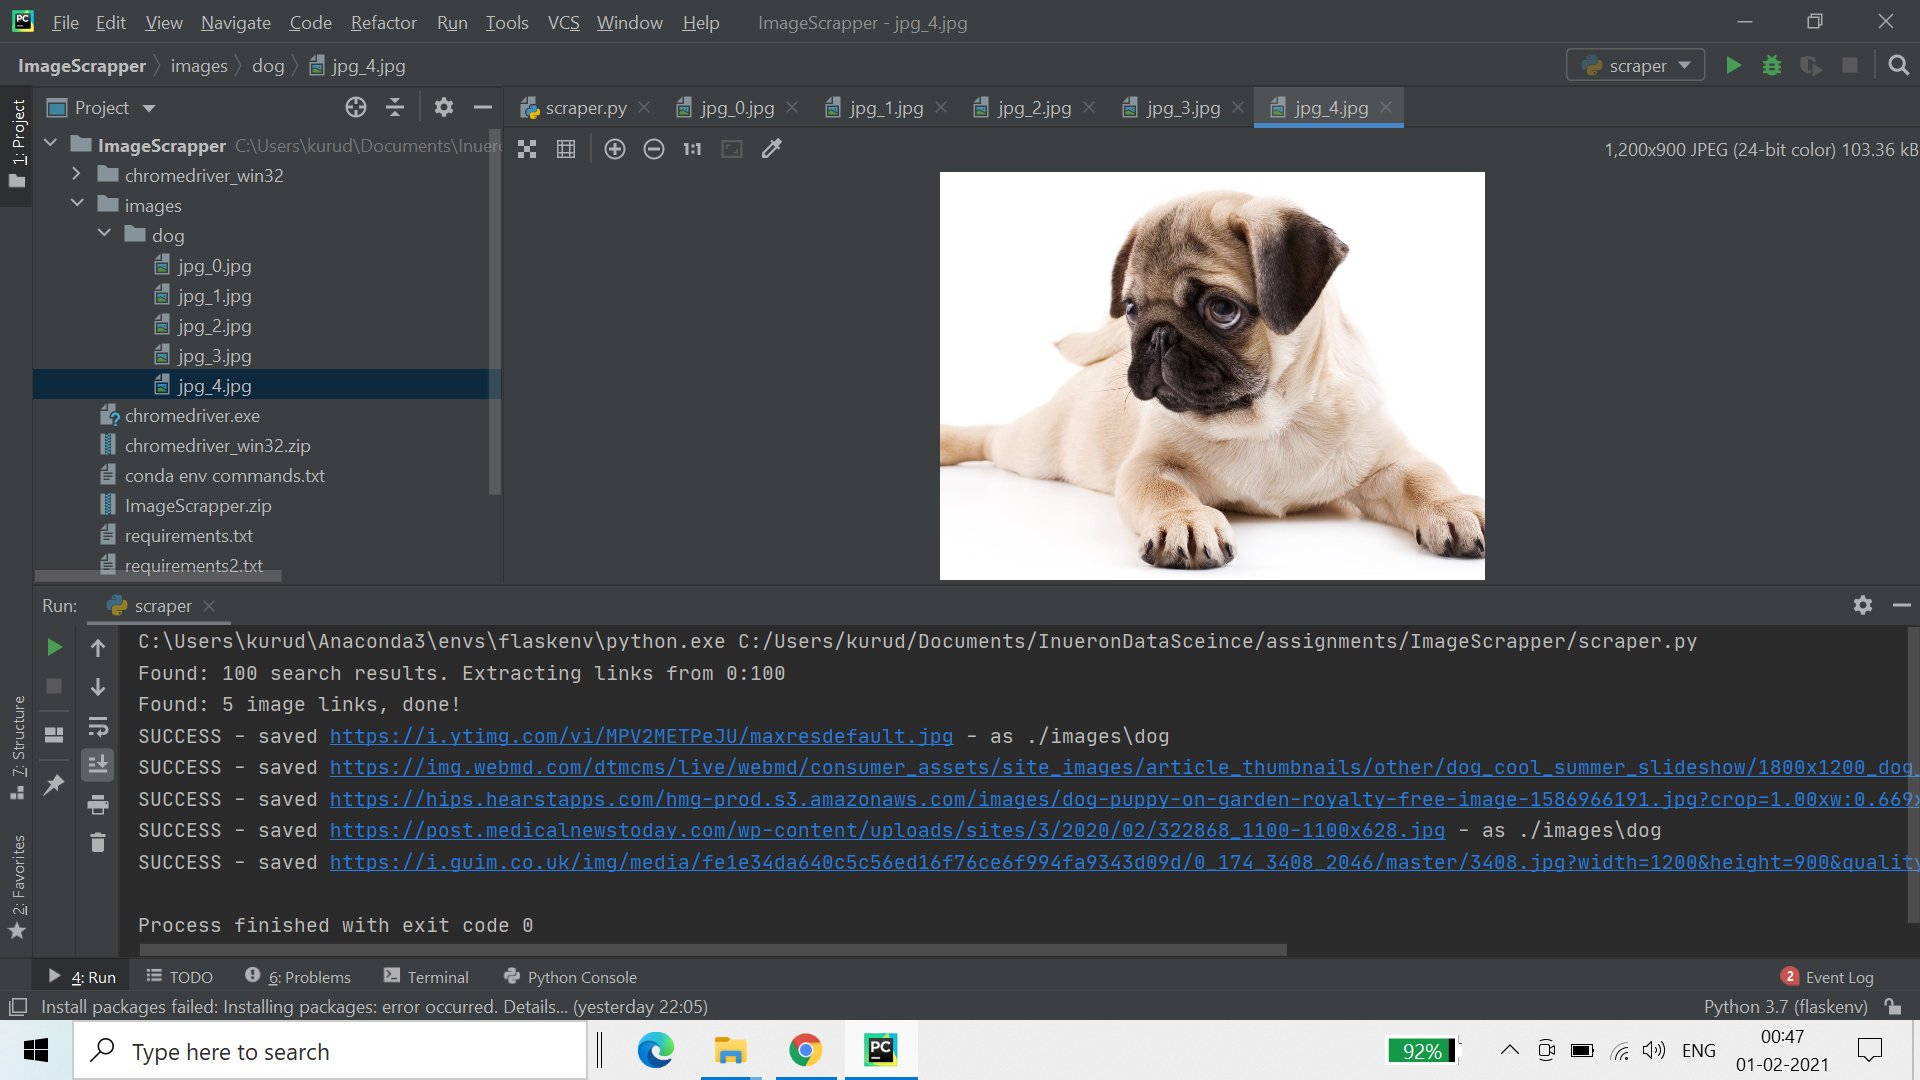 PC File Edit View Navigate Code Refactor Run Tools VCS Window Help ImageScrapper - jpg_4.jpg
ImageScrapper images dog jpg_4.jpg scraper
1: Project
Project
ImageScrapper C:\Users\kurud\Documents\Inuer
chromedriver_win32
images
dog
jpg_0.jpg
jpg_1.jpg
jpg_2.jpg
jpg_3.jpg
jpg_4.jpg
chromedriver.exe
chromedriver_win32.zip
conda env commands.txt
ImageScrapper.zip
requirements.txt
requirements2.txt
scraper.py jpg_0.jpg jpg_1.jpg jpg_2.jpg jpg_3.jpg jpg_4.jpg
1:1 1,200x900 JPEG (24-bit color) 103.36 kB
Run: scraper
C:\Users\kurud\Anaconda3\envs\flaskenv\python.exe C:/Users/kurud/Documents/InueronDataSceince/assignments/ImageScrapper/scraper.py
Found: 100 search results. Extracting links from 0:100
Found: 5 image links, done!
SUCCESS - saved https://i.ytimg.com/vi/MPV2METPeJU/maxresdefault.jpg - as ./images\dog
SUCCESS - saved https://img.webmd.com/dtmcms/live/webmd/consumer_assets/site_images/article_thumbnails/other/dog_cool_summer_slideshow/1800x1200_dog_
SUCCESS - saved https://hips.hearstapps.com/hmg-prod.s3.amazonaws.com/images/dog-puppy-on-garden-royalty-free-image-1586966191.jpg?crop=1.00xw:0.669x
SUCCESS - saved https://post.medicalnewstoday.com/wp-content/uploads/sites/3/2020/02/322868_1100-1100x628.jpg - as ./images\dog
SUCCESS - saved https://i.guim.co.uk/img/media/fe1e34da640c5c56ed16f76ce6f994fa9343d09d/0_174_3408_2046/master/3408.jpg?width=1200&height=900&quality
Process finished with exit code 0
7: Structure
2: Favorites
4: Run TODO 6: Problems Terminal Python Console 2 Event Log
Install packages failed: Installing packages: error occurred. Details... (yesterday 22:05) Python 3.7 (flaskenv)
Type here to search PC 92% ENG 00:47
01-02-2021